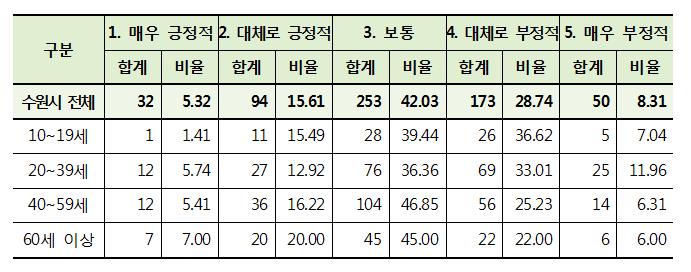 구분 1. 매우 긍정적 2. 대체로 긍정적 3. 보통 4. 대체로 부정적 5. 매우 부정적
합계 비율 합계 비율 합계 비율 합계 비율 합계 비율
수원시 전체 32 5.32 94 15.61 253 42.03 173 28.74 50 8.31
10~19세 1 1.41 11 15.49 28 39.44 26 36.62 5 7.04
20~39세 12 5.74 27 12.92 76 36.36 69 33.01 25 11.96
40~59세 12 5.41 36 16.22 104 46.85 56 25.23 14 6.31
60세 이상 7 7.00 20 20.00 45 45.00 22 22.00 6 6.00